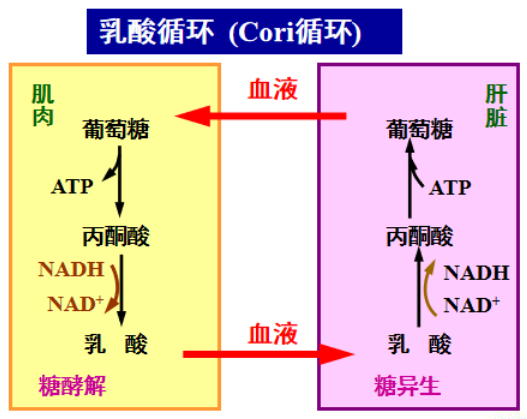 乳酸循环 (Cori循环)
肌肉
葡萄糖
ATP
丙酮酸
NADH
NAD⁺
乳 酸
糖酵解
血液
血液
肝脏
葡萄糖
ATP
丙酮酸
NADH
NAD⁺
乳 酸
糖异生